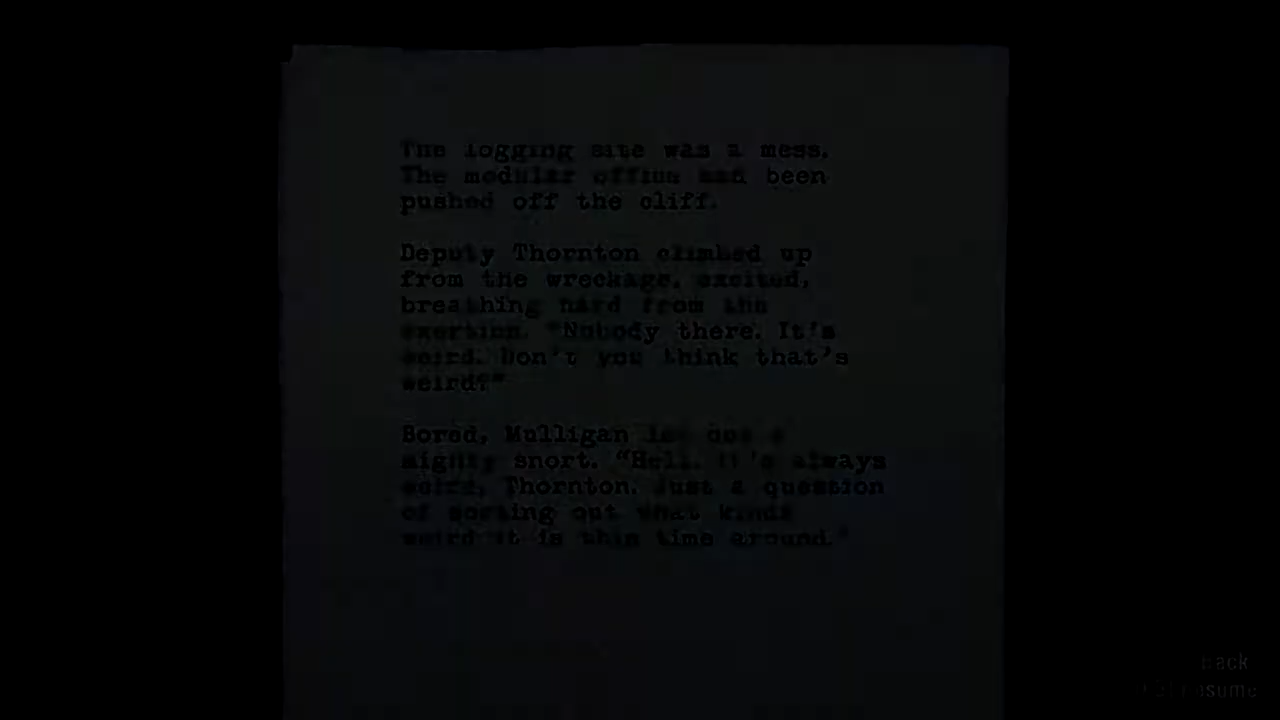 The logging site was a mess.
The modular office had been
pushed off the cliff.
Deputy Thornton climbed up
from the wreckage, excited,
breathing hard from the
exertion. "Nobody there. It's
weird. Don't you think that's
weird?"
Bored, Mulligan let out a
mighty snort. "Hell. It's always
weird, Thornton. Just a question
of sorting out what kinda
weird it is this time around."
Back